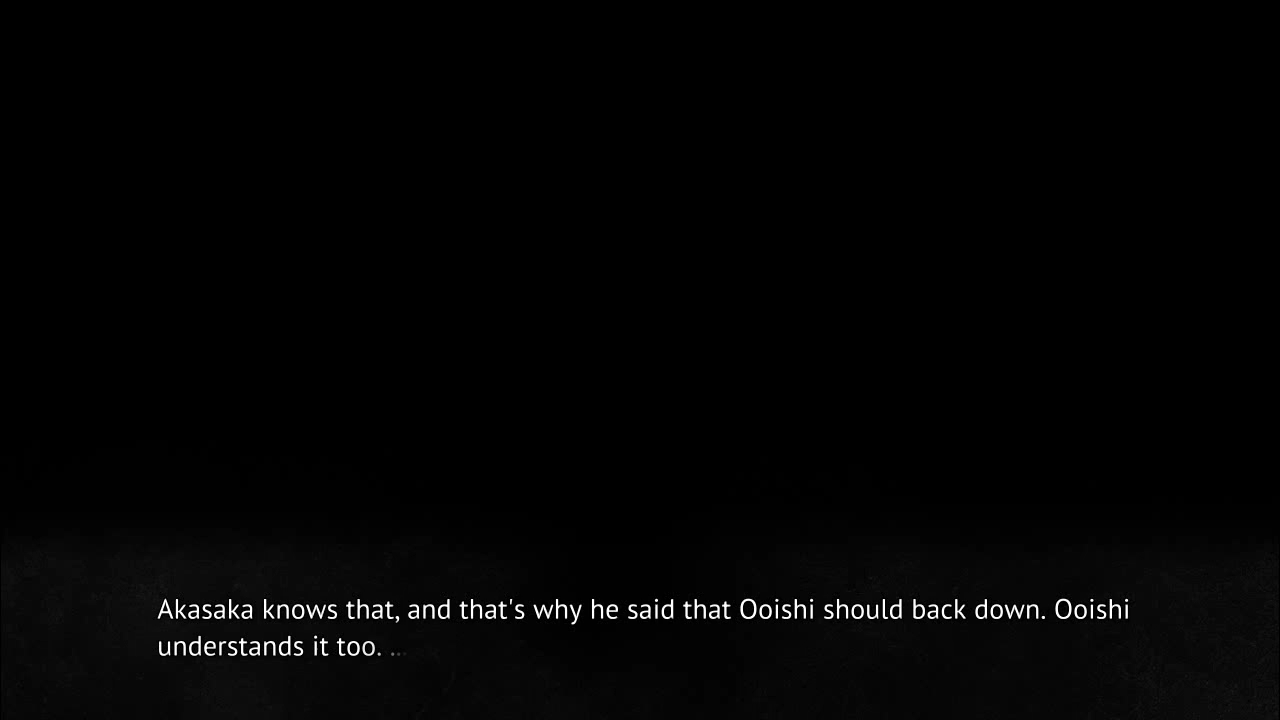 Akasaka knows that, and that's why he said that Ooishi should back down. Ooishi
understands it too. ...